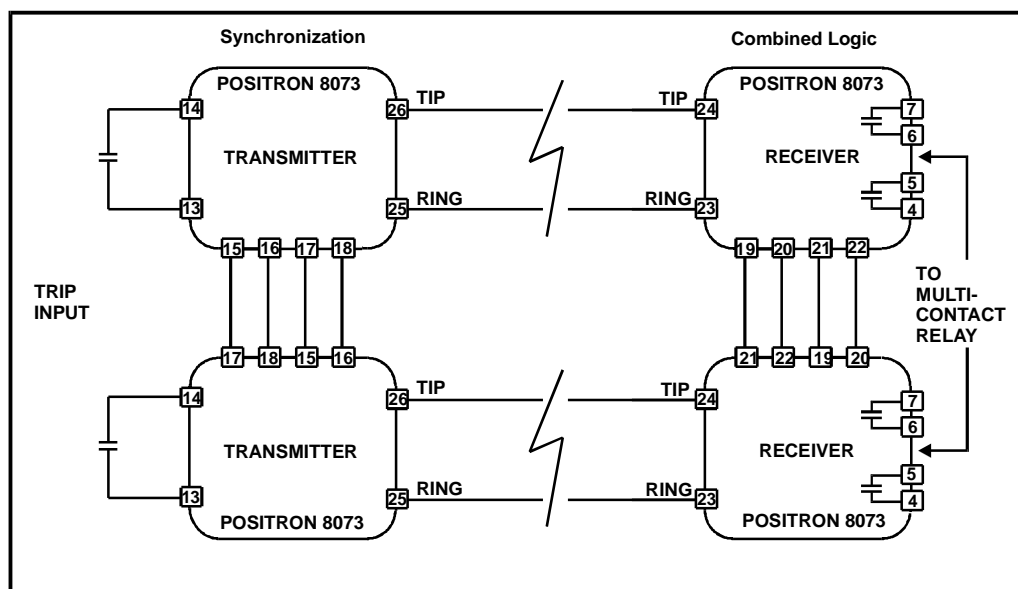 Synchronization
Combined Logic
POSITRON 8073
POSITRON 8073
14
26
TIP
TIP
24
7
6
TRANSMITTER
RECEIVER
5
13
25
RING
RING
23
4
15 16 17 18
19 20 21 22
TRIP
INPUT
TO
MULTI-
CONTACT
RELAY
17 18 15 16
21 22 19 20
14
26
TIP
TIP
24
7
6
TRANSMITTER
RECEIVER
5
13
25
RING
RING
23
4
POSITRON 8073
POSITRON 8073